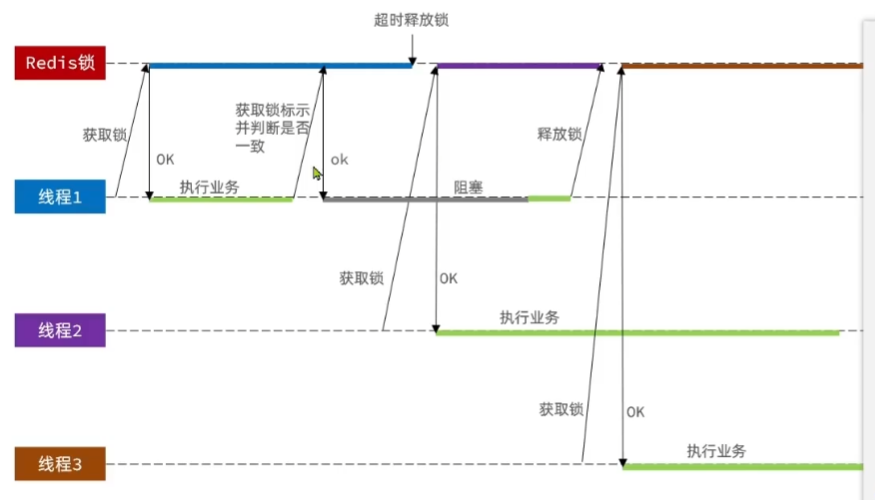 超时释放锁
Redis锁
获取锁标示
并判断是否
一致
获取锁
释放锁
OK
ok
执行业务
阻塞
线程1
获取锁
OK
执行业务
线程2
获取锁
OK
执行业务
线程3